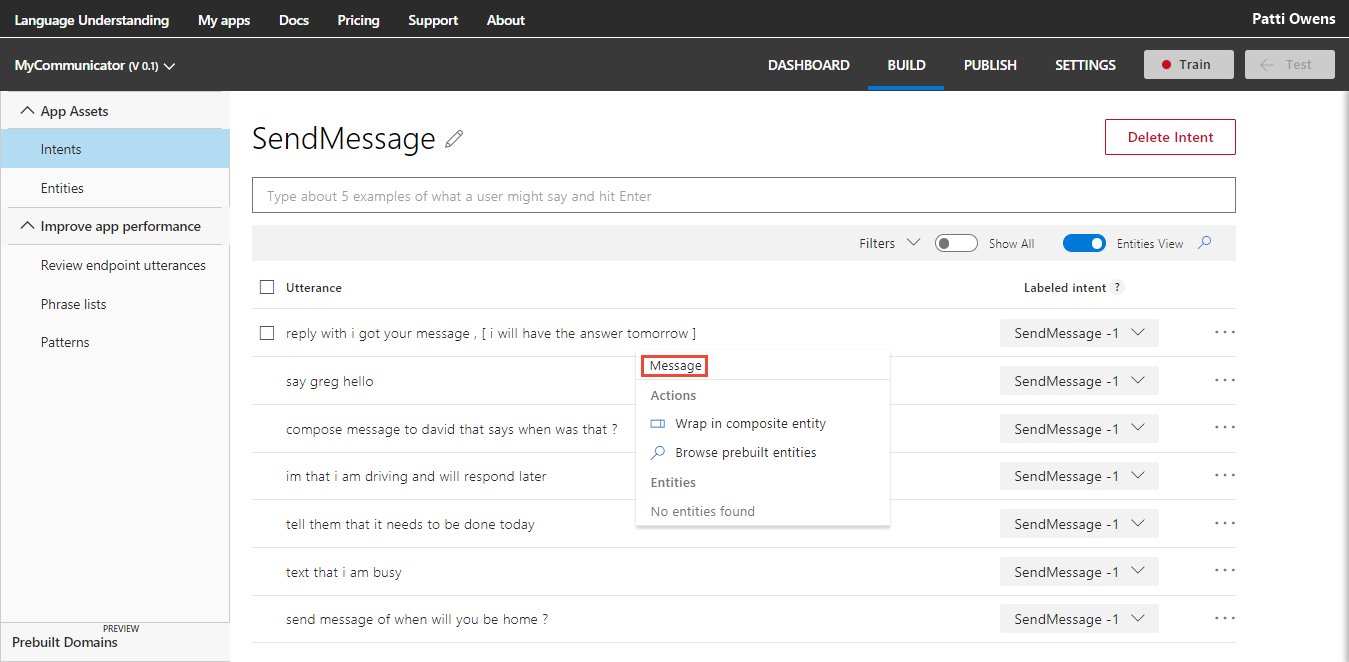 Language Understanding My apps Docs Pricing Support About Patti Owens
MyCommunicator (V 0.1) DASHBOARD BUILD PUBLISH SETTINGS Train Test
App Assets
Intents
Entities
Improve app performance
Review endpoint utterances
Phrase lists
Patterns
PREVIEW
Prebuilt Domains
SendMessage Delete Intent
Type about 5 examples of what a user might say and hit Enter
Filters Show All Entities View
Utterance Labeled intent ?
reply with i got your message , [ i will have the answer tomorrow ] SendMessage -1 ...
say greg hello SendMessage -1 ...
compose message to david that says when was that ? SendMessage -1 ...
im that i am driving and will respond later SendMessage -1 ...
tell them that it needs to be done today SendMessage -1 ...
text that i am busy SendMessage -1 ...
send message of when will you be home ? SendMessage -1 ...
Message
Actions
Wrap in composite entity
Browse prebuilt entities
Entities
No entities found